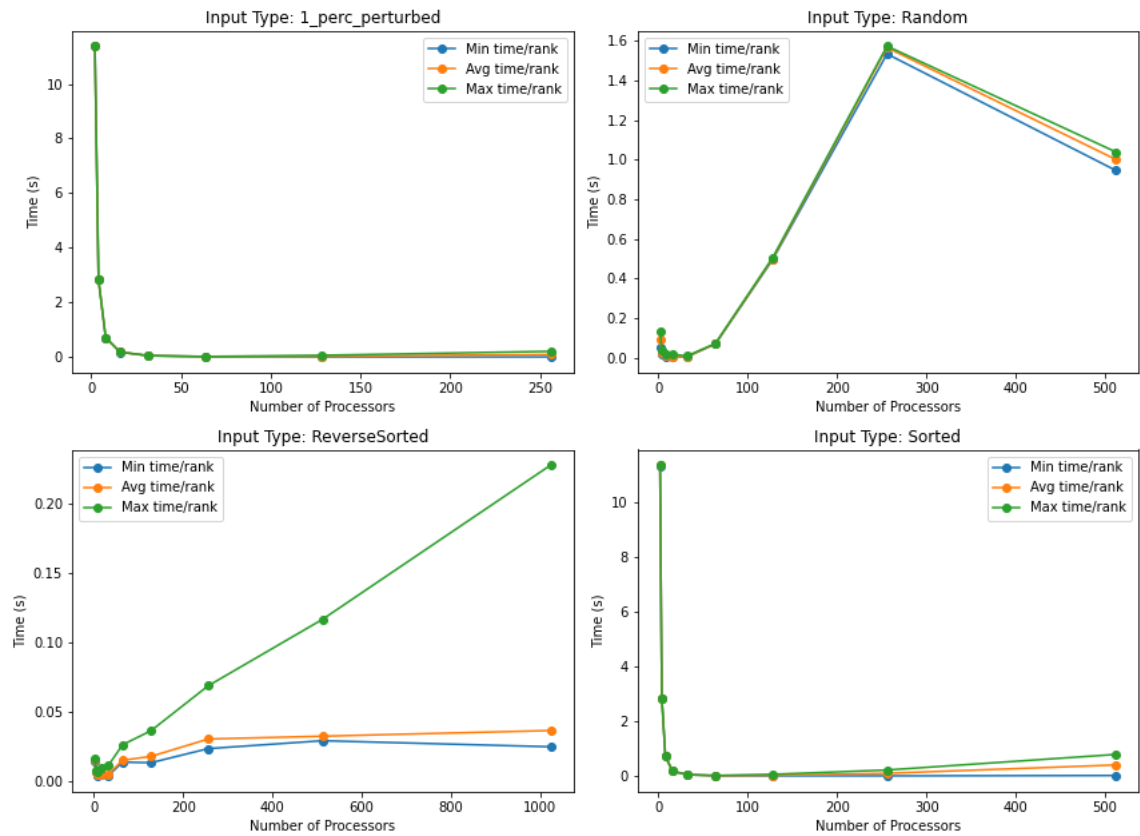 Input Type: 1_perc_perturbed
Min time/rank
Avg time/rank
Max time/rank
10
8
6
4
2
0
Time (s)
0
50
100
150
200
250
Number of Processors
Input Type: Random
Min time/rank
Avg time/rank
Max time/rank
1.6
1.4
1.2
1.0
0.8
0.6
0.4
0.2
0.0
Time (s)
0
100
200
300
400
500
Number of Processors
Input Type: ReverseSorted
Min time/rank
Avg time/rank
Max time/rank
0.20
0.15
0.10
0.05
0.00
Time (s)
0
200
400
600
800
1000
Number of Processors
Input Type: Sorted
Min time/rank
Avg time/rank
Max time/rank
10
8
6
4
2
0
Time (s)
0
100
200
300
400
500
Number of Processors